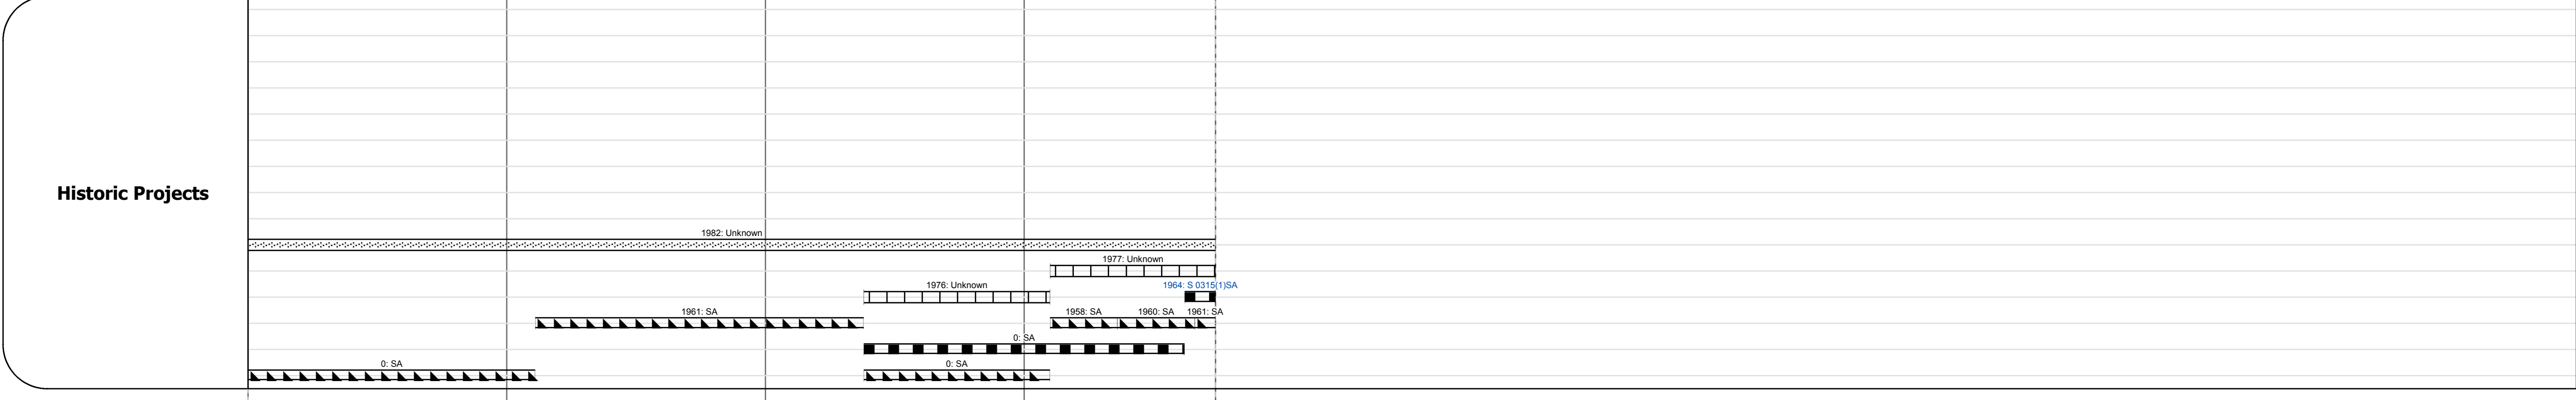 Historic Projects
1982: Unknown
1977: Unknown
1976: Unknown
1964: S 0315(1)SA
1961: SA
1958: SA
1960: SA
1961: SA
0: SA
0: SA
0: SA